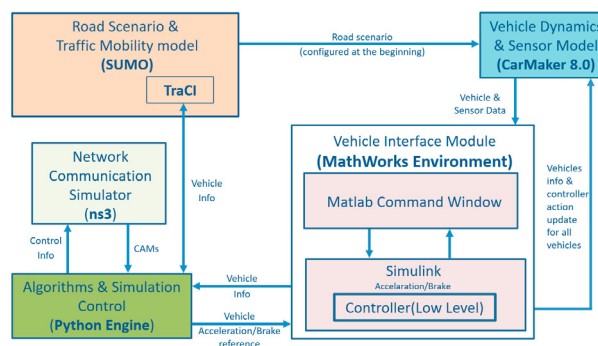 Road Scenario &
Traffic Mobility model
(SUMO)
TraCI
Road scenario
(configured at the beginning)
Vehicle Dynamics
& Sensor Model
(CarMaker 8.0)
Vehicle &
Sensor Data
Network
Communication
Simulator
(ns3)
Vehicle
Info
Vehicle Interface Module
(MathWorks Environment)
Matlab Command Window
Vehicles
info &
controller
action
update
for all
vehicles
Control
Info
CAMs
Simulink
Accelaration/Brake
Controller(Low Level)
Algorithms & Simulation
Control
(Python Engine)
Vehicle
Info
Vehicle
Acceleration/Brake
reference